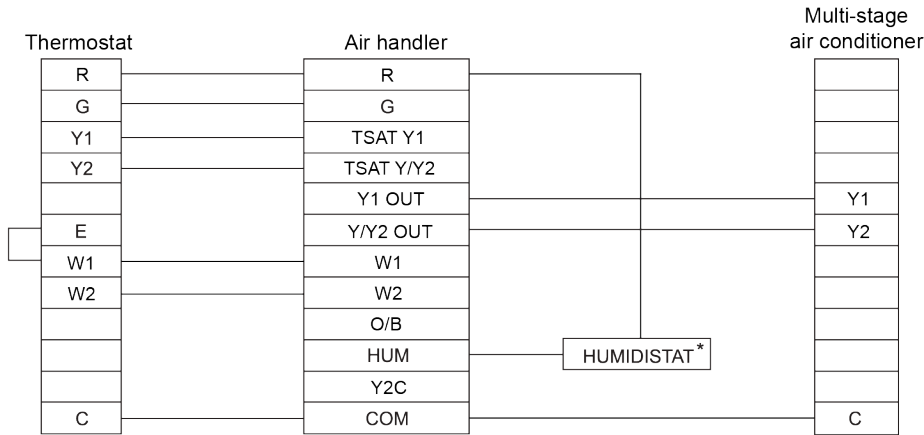 Multi-stage
air conditioner
Thermostat
Air handler
R
G
Y1
Y2
E
W1
W2
C
R
G
TSAT Y1
TSAT Y/Y2
Y1 OUT
Y/Y2 OUT
W1
W2
O/B
HUM
Y2C
COM
HUMIDISTAT*
Y1
Y2
C